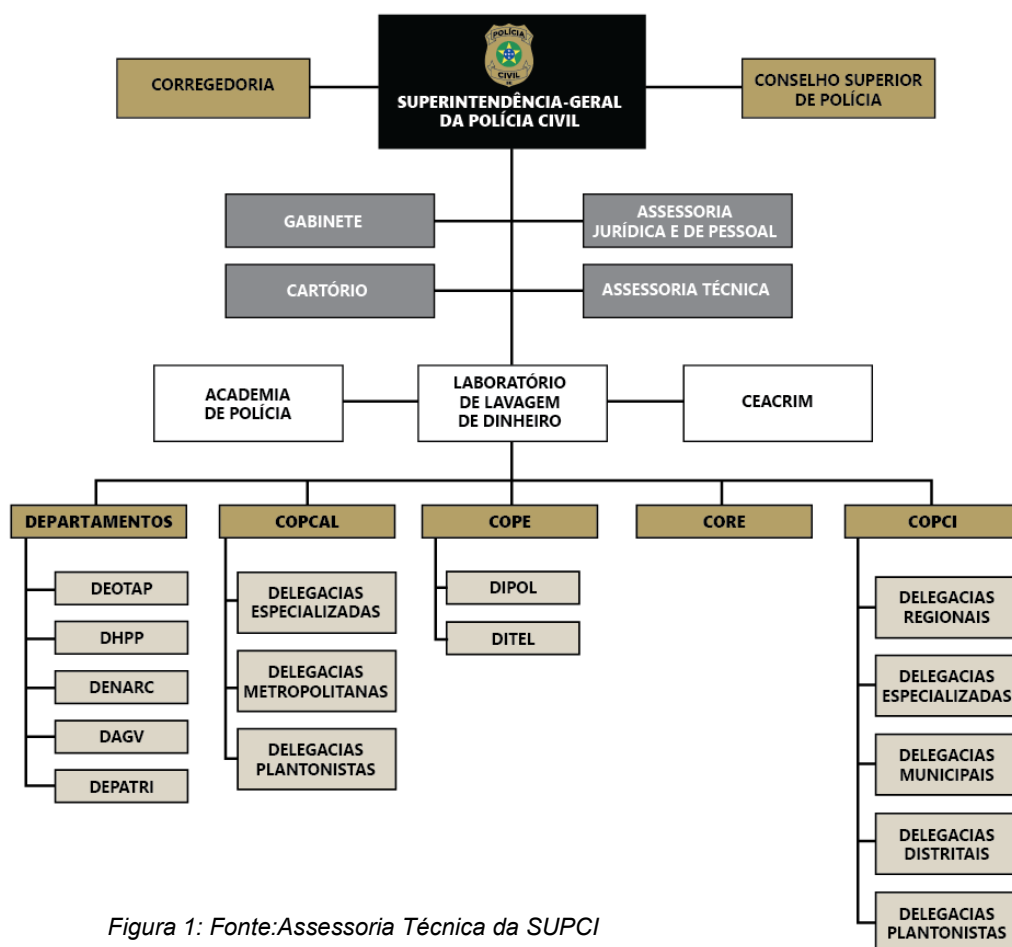 POLÍCIA
CIVIL
SE
CORREGEDORIA
SUPERINTENDÊNCIA-GERAL
DA POLÍCIA CIVIL
CONSELHO SUPERIOR
DE POLÍCIA
GABINETE
ASSESSORIA
JURÍDICA E DE PESSOAL
CARTÓRIO
ASSESSORIA TÉCNICA
ACADEMIA
DE POLÍCIA
LABORATÓRIO
DE LAVAGEM
DE DINHEIRO
CEACRIM
DEPARTAMENTOS
DEOTAP
DHPP
DENARC
DAGV
DEPATRI
COPCAL
DELEGACIAS
ESPECIALIZADAS
DELEGACIAS
METROPOLITANAS
DELEGACIAS
PLANTONISTAS
COPE
DIPOL
DITEL
CORE
COPCI
DELEGACIAS
REGIONAIS
DELEGACIAS
ESPECIALIZADAS
DELEGACIAS
MUNICIPAIS
DELEGACIAS
DISTRITAIS
DELEGACIAS
PLANTONISTAS
Figura 1: Fonte:Assessoria Técnica da SUPCI